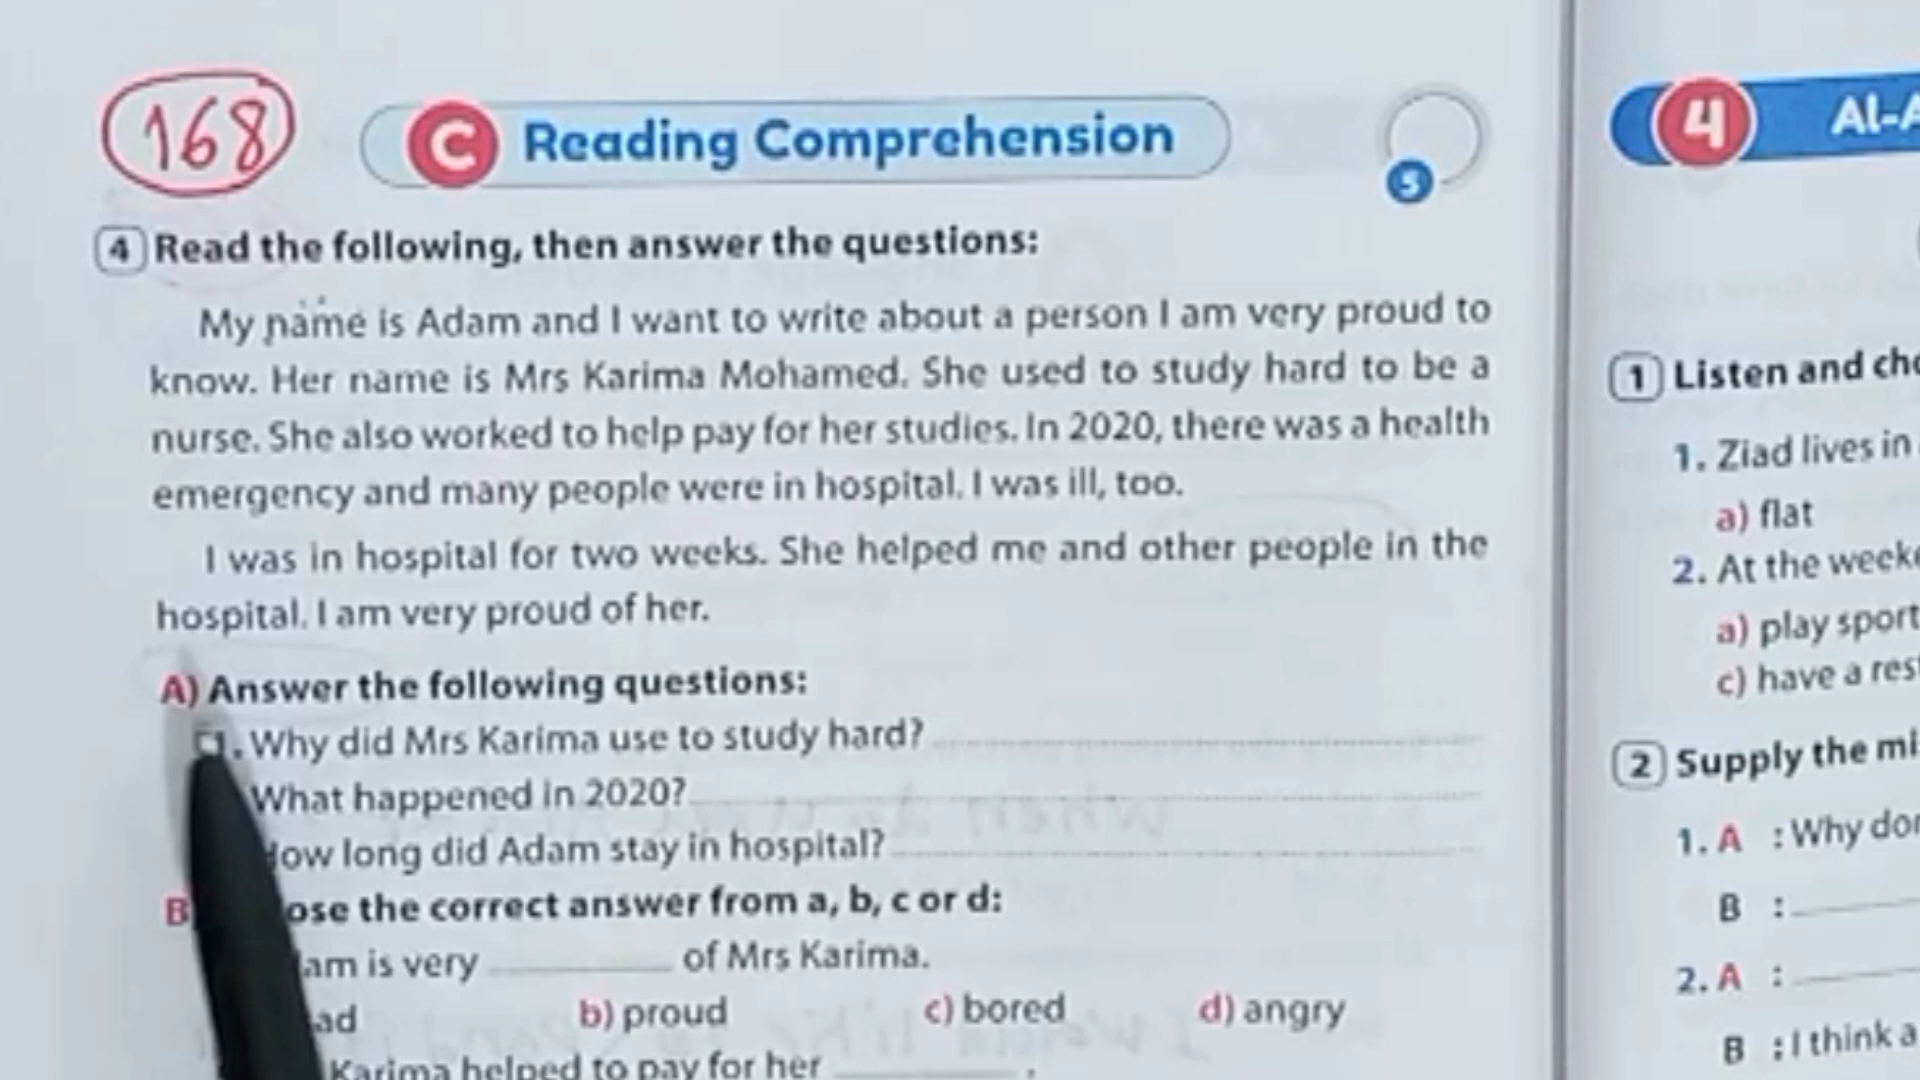 168
C Reading Comprehension
5
4 Read the following, then answer the questions:
My name is Adam and I want to write about a person I am very proud to
know. Her name is Mrs Karima Mohamed. She used to study hard to be a
nurse. She also worked to help pay for her studies. In 2020, there was a health
emergency and many people were in hospital. I was ill, too.
I was in hospital for two weeks. She helped me and other people in the
hospital. I am very proud of her.
A) Answer the following questions:
1. Why did Mrs Karima use to study hard?
What happened in 2020?
ow long did Adam stay in hospital?
B ose the correct answer from a, b, c or d:
am is very ______ of Mrs Karima.
ad b) proud c) bored d) angry
Karima helped to pay for her ______.
4 Al-A
1 Listen and cho
1. Ziad lives in
a) flat
2. At the weeke
a) play sport
c) have a rest
2 Supply the mi
1. A : Why don
B :
2. A :
B : I think a